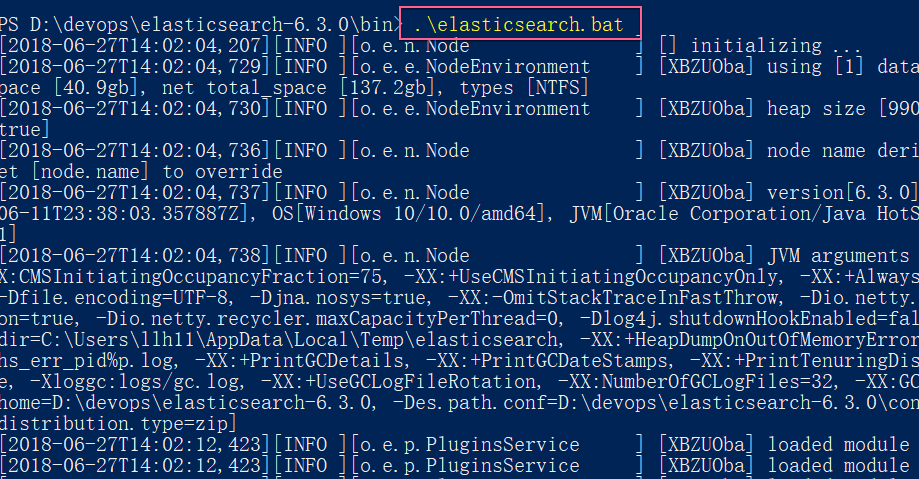 PS D:\devops\elasticsearch-6.3.0\bin> .\elasticsearch.bat
[2018-06-27T14:02:04,207][INFO ][o.e.n.Node               ] [] initializing ...
[2018-06-27T14:02:04,729][INFO ][o.e.e.NodeEnvironment    ] [XBZUOba] using [1] data
pace [40.9gb], net total_space [137.2gb], types [NTFS]
[2018-06-27T14:02:04,730][INFO ][o.e.e.NodeEnvironment    ] [XBZUOba] heap size [990
true]
[2018-06-27T14:02:04,736][INFO ][o.e.n.Node               ] [XBZUOba] node name deri
et [node.name] to override
[2018-06-27T14:02:04,737][INFO ][o.e.n.Node               ] [XBZUOba] version[6.3.0]
06-11T23:38:03.357887Z], OS[Windows 10/10.0/amd64], JVM[Oracle Corporation/Java HotS
1]
[2018-06-27T14:02:04,738][INFO ][o.e.n.Node               ] [XBZUOba] JVM arguments
X:CMSInitiatingOccupancyFraction=75, -XX:+UseCMSInitiatingOccupancyOnly, -XX:+Always
-Dfile.encoding=UTF-8, -Djna.nosys=true, -XX:-OmitStackTraceInFastThrow, -Dio.netty.
on=true, -Dio.netty.recycler.maxCapacityPerThread=0, -Dlog4j.shutdownHookEnabled=fal
dir=C:\Users\llh11\AppData\Local\Temp\elasticsearch, -XX:+HeapDumpOnOutOfMemoryError
hs_err_pid%p.log, -XX:+PrintGCDetails, -XX:+PrintGCDateStamps, -XX:+PrintTenuringDis
e, -Xloggc:logs/gc.log, -XX:+UseGCLogFileRotation, -XX:NumberOfGCLogFiles=32, -XX:GC
home=D:\devops\elasticsearch-6.3.0, -Des.path.conf=D:\devops\elasticsearch-6.3.0\con
distribution.type=zip]
[2018-06-27T14:02:12,423][INFO ][o.e.p.PluginsService     ] [XBZUOba] loaded module
[2018-06-27T14:02:12,423][INFO ][o.e.p.PluginsService     ] [XBZUOba] loaded module